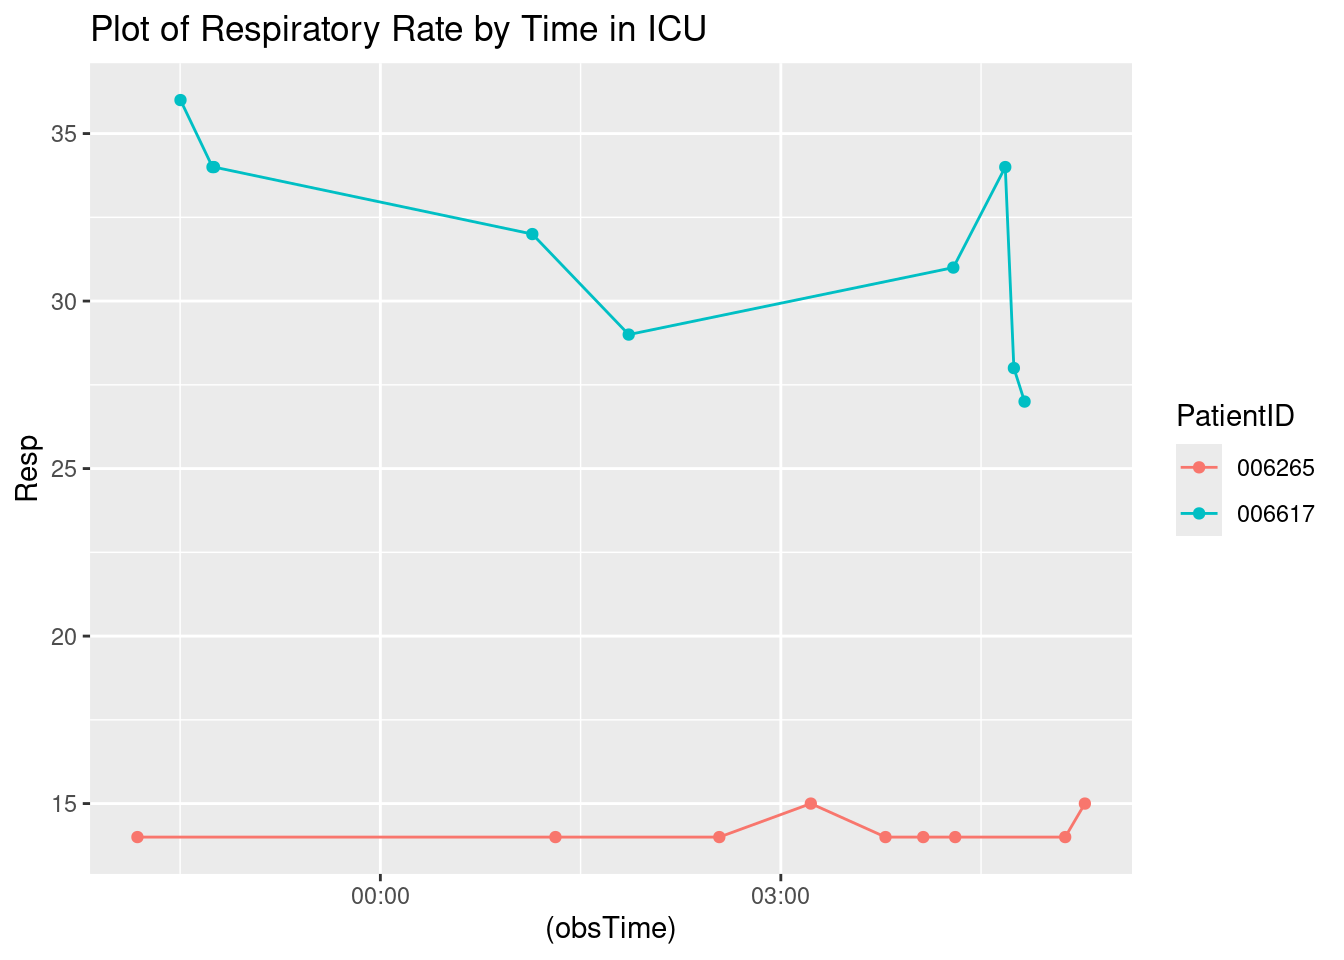 Plot of Respiratory Rate by Time in ICU
35
30
25
20
15
Resp
00:00 03:00
(obsTime)
PatientID
006265
006617